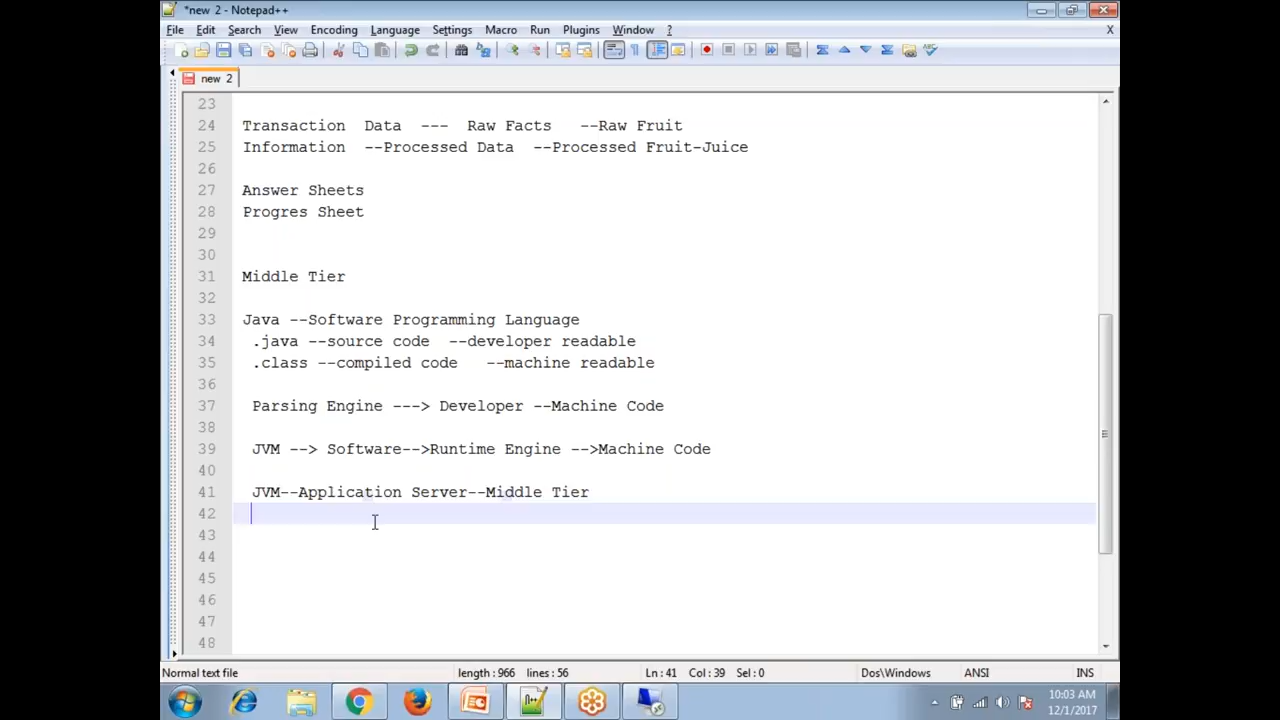 *new 2 - Notepad++
File Edit Search View Encoding Language Settings Macro Run Plugins Window ? X
new 2
23
24 Transaction Data --- Raw Facts --Raw Fruit
25 Information --Processed Data --Processed Fruit-Juice
26
27 Answer Sheets
28 Progres Sheet
29
30
31 Middle Tier
32
33 Java --Software Programming Language
34 .java --source code --developer readable
35 .class --compiled code --machine readable
36
37 Parsing Engine ---> Developer --Machine Code
38
39 JVM --> Software-->Runtime Engine -->Machine Code
40
41 JVM--Application Server--Middle Tier
42
43
44
45
46
47
48
Normal text file length : 966 lines : 56 Ln : 41 Col : 39 Sel : 0 Dos\Windows ANSI INS
10:03 AM
12/1/2017